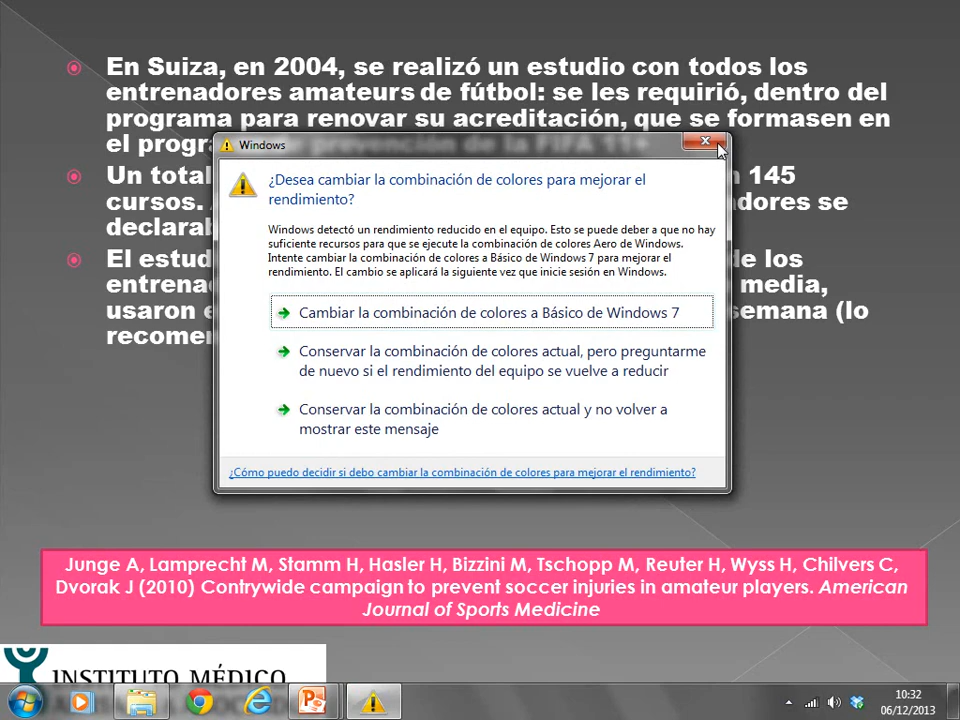 En Suiza, en 2004, se realizó un estudio con todos los
entrenadores amateurs de fútbol: se les requirió, dentro del
programa para renovar su acreditación, que se formasen en
el progra prevención de la FIFA 11+
Un total 145
cursos. adores se
declarab
El estud de los
entrena media,
usaron semana (lo
recomen
Windows
¿Desea cambiar la combinación de colores para mejorar el
rendimiento?
Windows detectó un rendimiento reducido en el equipo. Esto se puede deber a que no hay
suficiente recursos para que se ejecute la combinación de colores Aero de Windows.
Intente cambiar la combinación de colores a Básico de Windows 7 para mejorar el
rendimiento. El cambio se aplicará la siguiente vez que inicie sesión en Windows.
Cambiar la combinación de colores a Básico de Windows 7
Conservar la combinación de colores actual, pero preguntarme
de nuevo si el rendimiento del equipo se vuelve a reducir
Conservar la combinación de colores actual y no volver a
mostrar este mensaje
¿Cómo puedo decidir si debo cambiar la combinación de colores para mejorar el rendimiento?
Junge A, Lamprecht M, Stamm H, Hasler H, Bizzini M, Tschopp M, Reuter H, Wyss H, Chilvers C,
Dvorak J (2010) Contrywide campaign to prevent soccer injuries in amateur players. American
Journal of Sports Medicine
INSTITUTO MÉDICO
10:32
06/12/2013